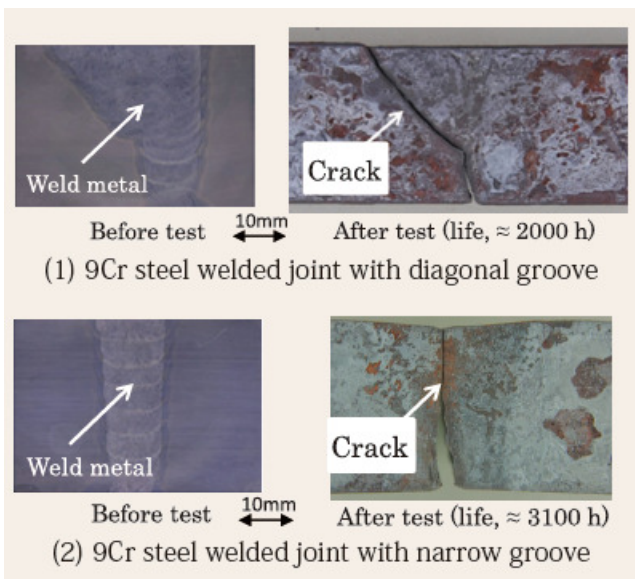 Weld metal
Crack
Before test
10mm
After test (life, ≈ 2000 h)
(1) 9Cr steel welded joint with diagonal groove
Weld metal
Crack
Before test
10mm
After test (life, ≈ 3100 h)
(2) 9Cr steel welded joint with narrow groove